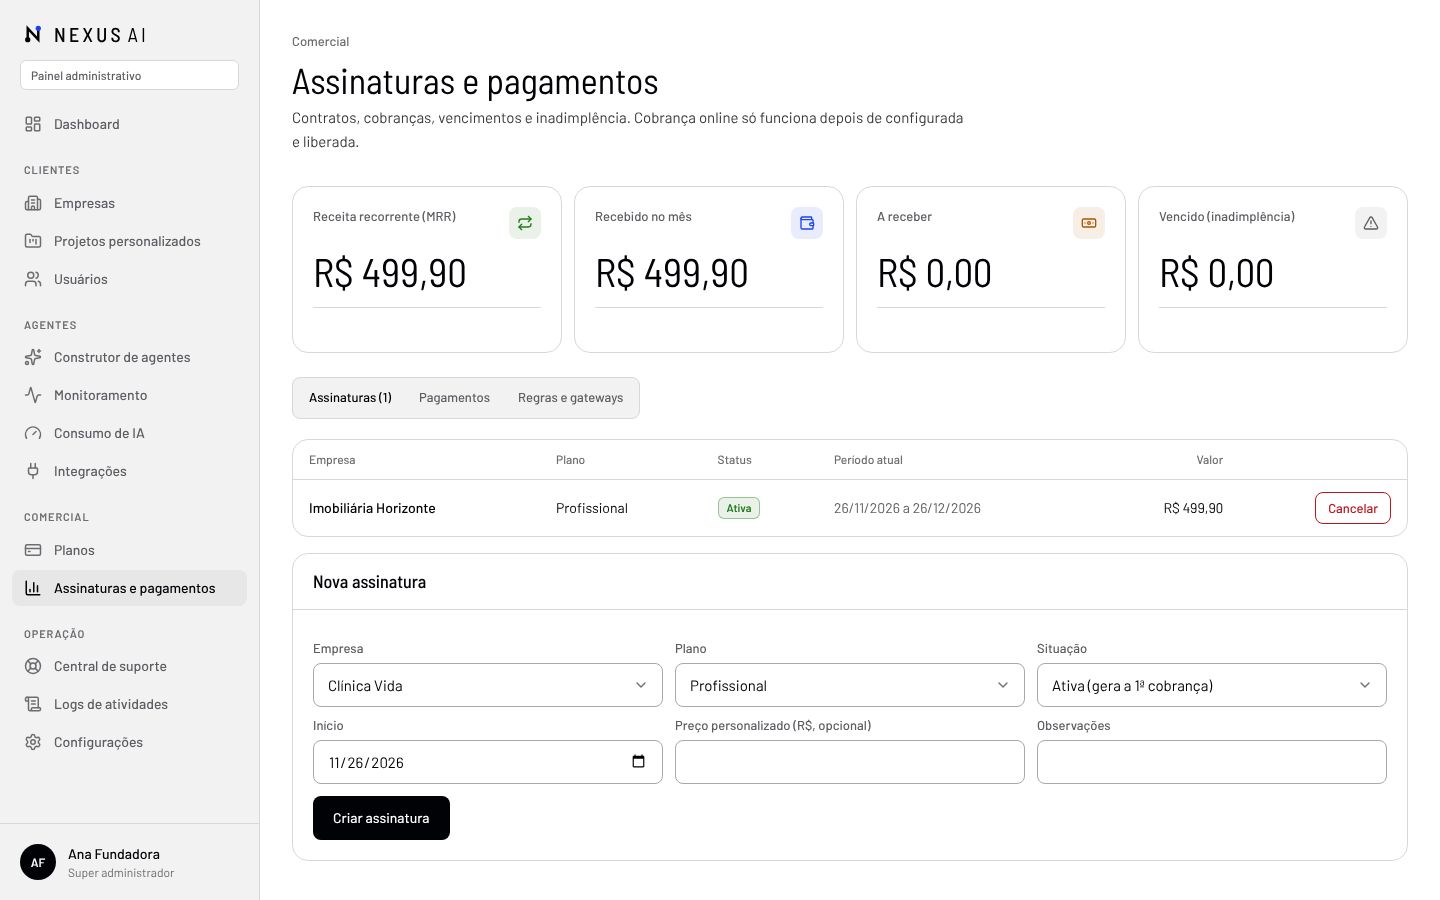 NEXUS AI
Painel administrativo
Dashboard
CLIENTES
Empresas
Projetos personalizados
Usuários
AGENTES
Construtor de agentes
Monitoramento
Consumo de IA
Integrações
COMERCIAL
Planos
Assinaturas e pagamentos
OPERAÇÃO
Central de suporte
Logs de atividades
Configurações
AF
Ana Fundadora
Super administrador
Comercial
Assinaturas e pagamentos
Contratos, cobranças, vencimentos e inadimplência. Cobrança online só funciona depois de configurada
e liberada.
Receita recorrente (MRR)
R$ 499,90
Recebido no mês
R$ 499,90
A receber
R$ 0,00
Vencido (inadimplência)
R$ 0,00
Assinaturas (1) Pagamentos Regras e gateways
Empresa Plano Status Período atual Valor
Imobiliária Horizonte Profissional Ativa 26/11/2026 a 26/12/2026 R$ 499,90 Cancelar
Nova assinatura
Empresa Plano Situação
Clínica Vida Profissional Ativa (gera a 1ª cobrança)
Início Preço personalizado (R$, opcional) Observações
11/26/2026
Criar assinatura